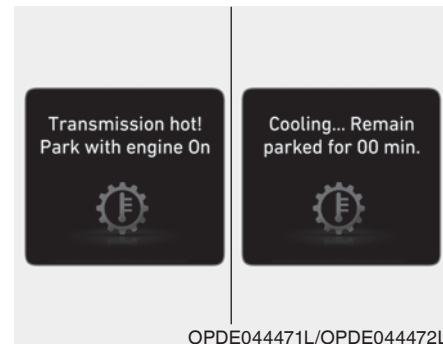 Transmission hot!
Park with engine On
Cooling... Remain
parked for 00 min.
OPDE044471L/OPDE044472L